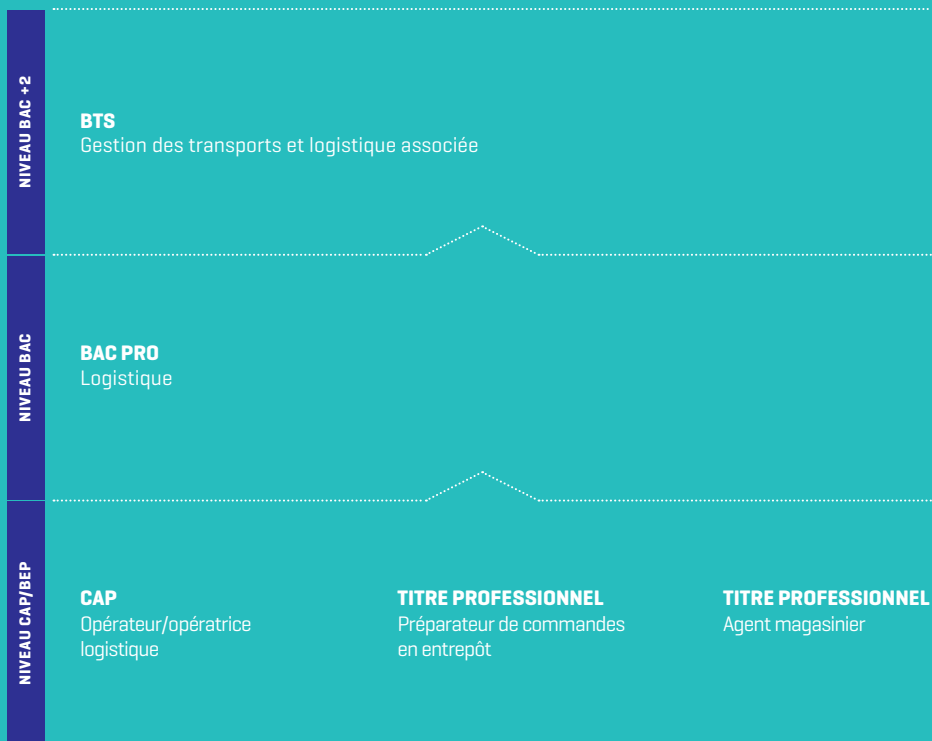 NIVEAU BAC +2
BTS
Gestion des transports et logistique associée
NIVEAU BAC
BAC PRO
Logistique
NIVEAU CAP/BEP
CAP
Opérateur/opératrice
logistique
TITRE PROFESSIONNEL
Préparateur de commandes
en entrepôt
TITRE PROFESSIONNEL
Agent magasinier